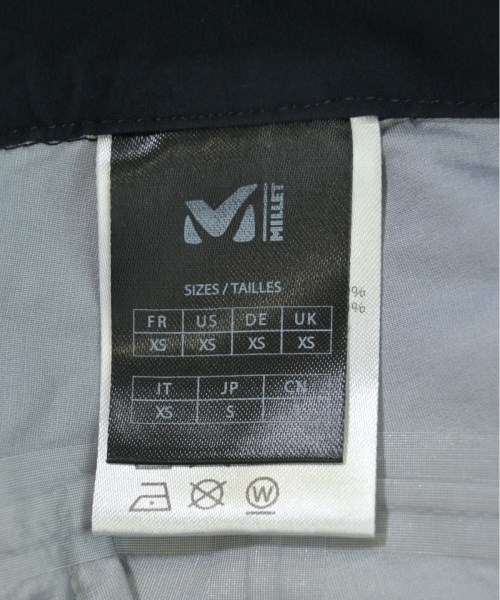 MILLET
SIZES / TAILLES
FR US DE UK
XS XS XS XS
IT JP CN
XS S
%
%
W